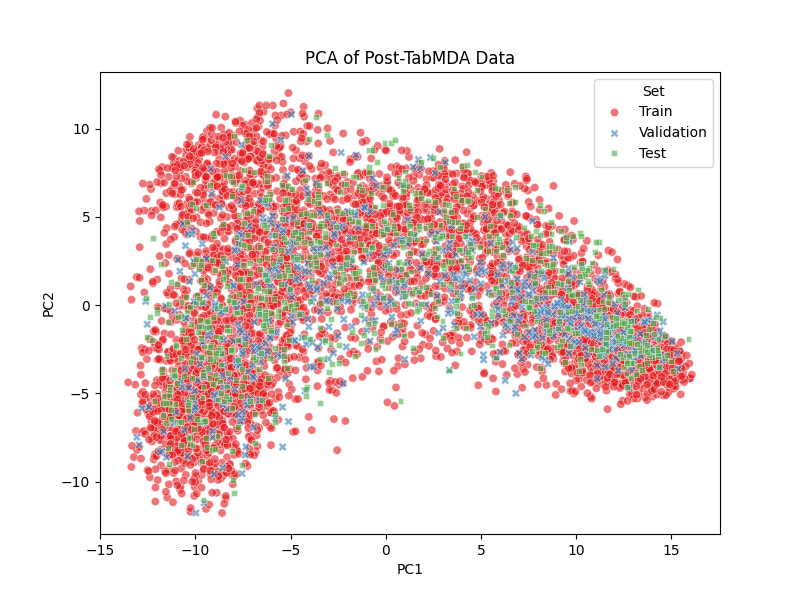 PCA of Post-TabMDA Data
Set
Train
Validation
Test
PC2
10
5
0
−5
−10
−15
−10
−5
0
5
10
15
PC1